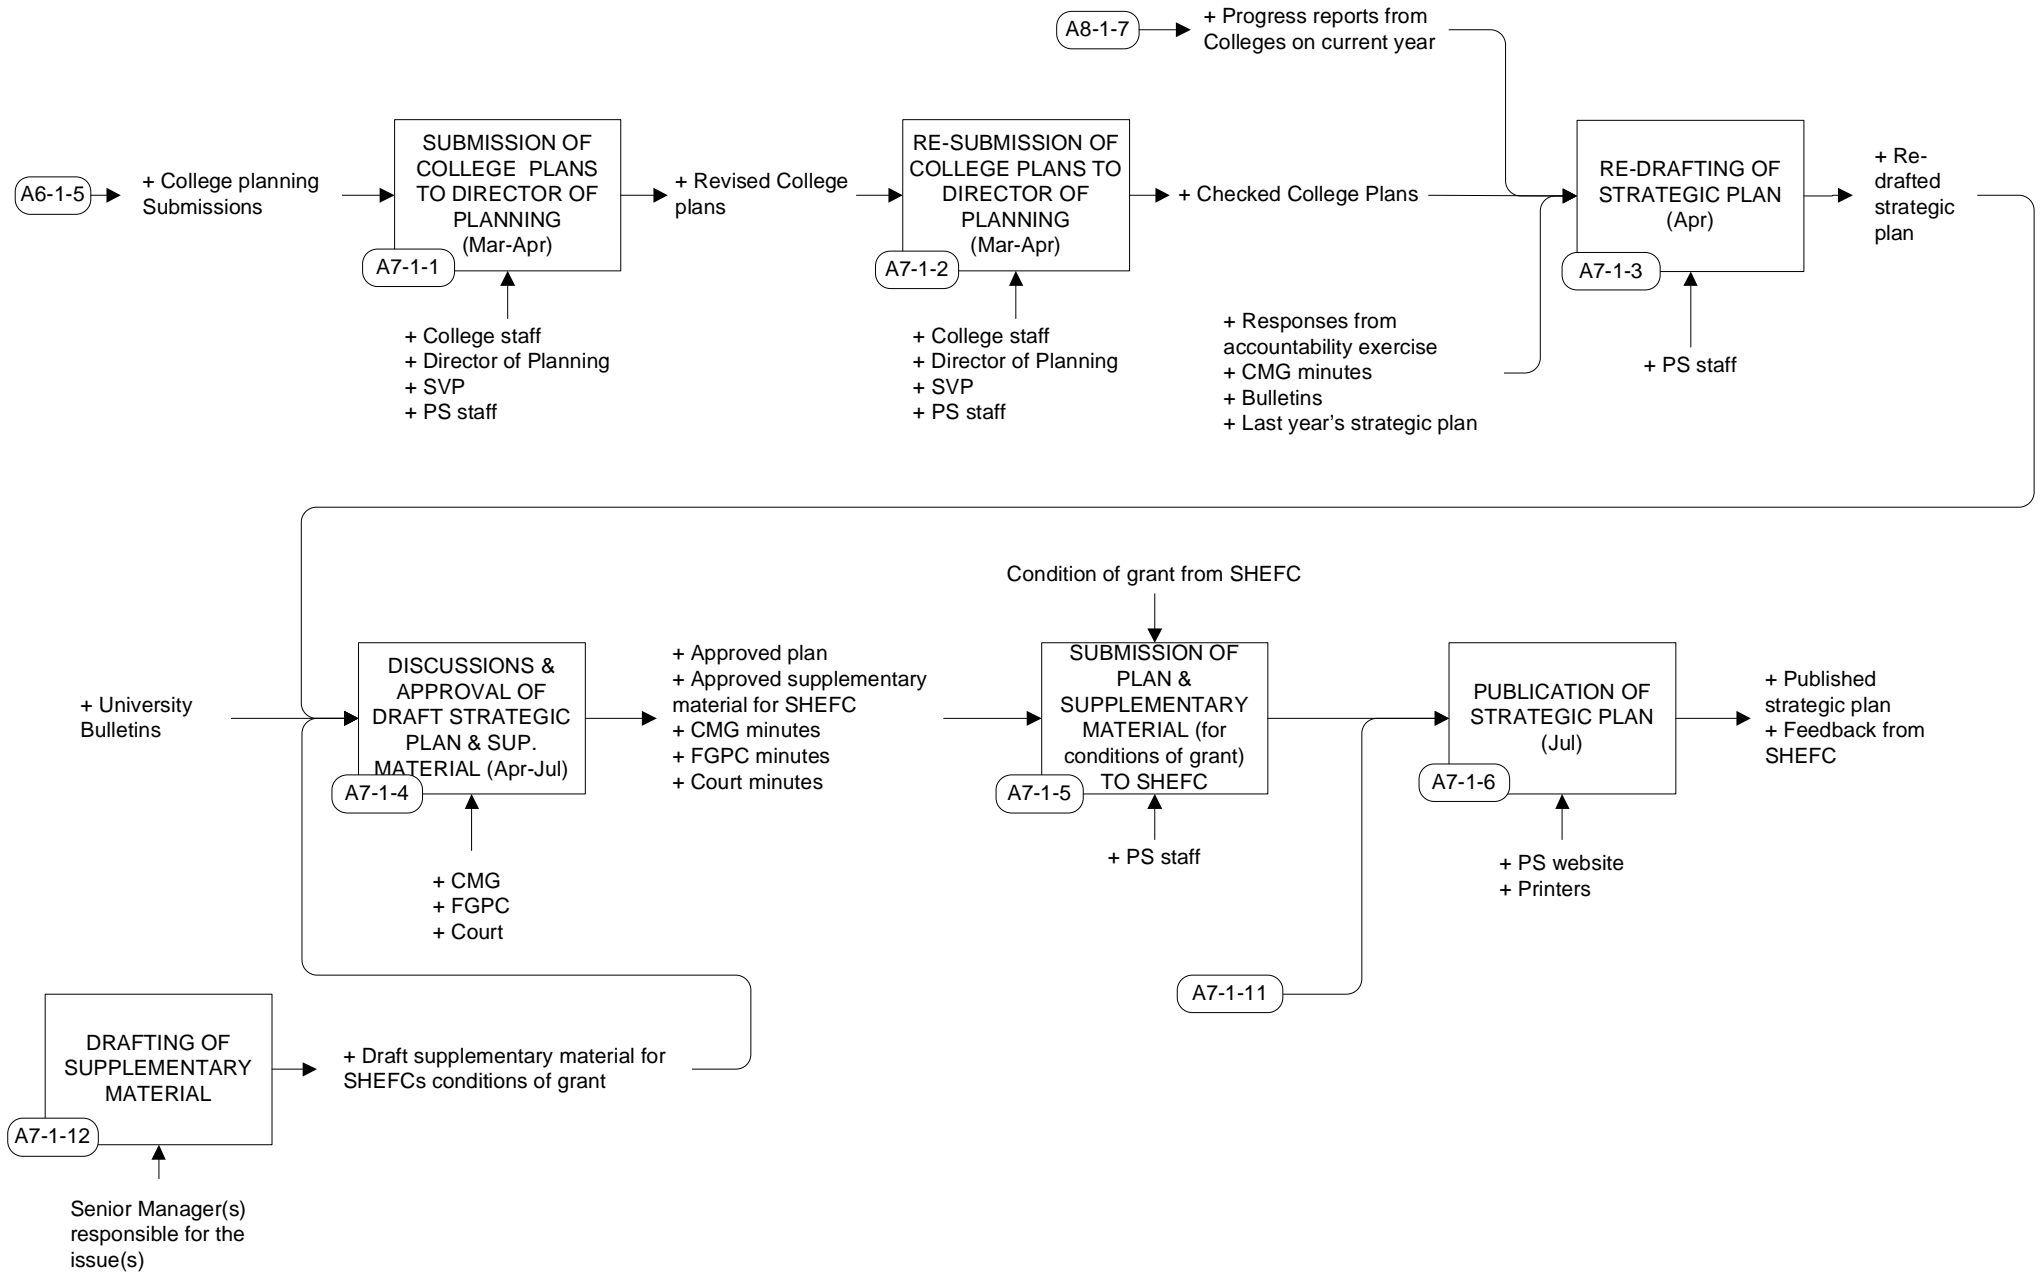 A8-1-7
+ Progress reports from
Colleges on current year
A6-1-5
+ College planning
Submissions
SUBMISSION OF
COLLEGE PLANS
TO DIRECTOR OF
PLANNING
(Mar-Apr)
A7-1-1
+ College staff
+ Director of Planning
+ SVP
+ PS staff
+ Revised College
plans
RE-SUBMISSION OF
COLLEGE PLANS TO
DIRECTOR OF
PLANNING
(Mar-Apr)
A7-1-2
+ College staff
+ Director of Planning
+ SVP
+ PS staff
+ Checked College Plans
+ Responses from
accountability exercise
+ CMG minutes
+ Bulletins
+ Last year’s strategic plan
RE-DRAFTING OF
STRATEGIC PLAN
(Apr)
A7-1-3
+ PS staff
+ Re-
drafted
strategic
plan
+ University
Bulletins
DISCUSSIONS &
APPROVAL OF
DRAFT STRATEGIC
PLAN & SUP.
MATERIAL (Apr-Jul)
A7-1-4
+ CMG
+ FGPC
+ Court
+ Approved plan
+ Approved supplementary
material for SHEFC
+ CMG minutes
+ FGPC minutes
+ Court minutes
Condition of grant from SHEFC
SUBMISSION OF
PLAN &
SUPPLEMENTARY
MATERIAL (for
conditions of grant)
TO SHEFC
A7-1-5
+ PS staff
PUBLICATION OF
STRATEGIC PLAN
(Jul)
A7-1-6
+ PS website
+ Printers
+ Published
strategic plan
+ Feedback from
SHEFC
A7-1-11
DRAFTING OF
SUPPLEMENTARY
MATERIAL
A7-1-12
Senior Manager(s)
responsible for the
issue(s)
+ Draft supplementary material for
SHEFCs conditions of grant